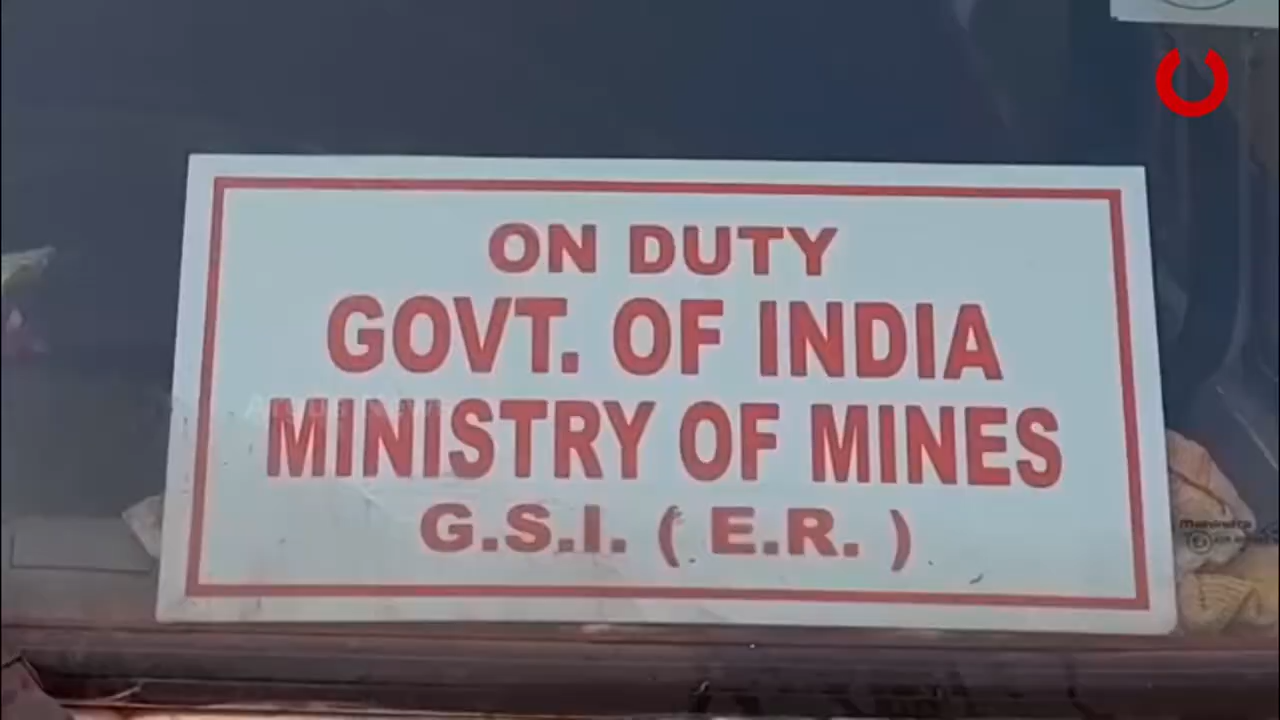 ON DUTY
GOVT. OF INDIA
MINISTRY OF MINES
G.S.I. ( E.R. )